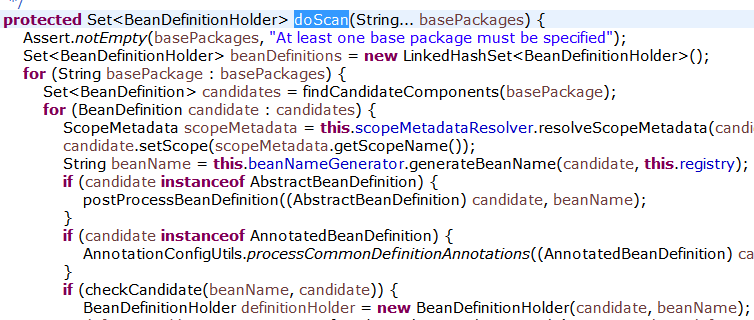 */
protected Set<BeanDefinitionHolder> doScan(String... basePackages) {
Assert.notEmpty(basePackages, "At least one base package must be specified");
Set<BeanDefinitionHolder> beanDefinitions = new LinkedHashSet<BeanDefinitionHolder>();
for (String basePackage : basePackages) {
Set<BeanDefinition> candidates = findCandidateComponents(basePackage);
for (BeanDefinition candidate : candidates) {
ScopeMetadata scopeMetadata = this.scopeMetadataResolver.resolveScopeMetadata(candi
candidate.setScope(scopeMetadata.getScopeName());
String beanName = this.beanNameGenerator.generateBeanName(candidate, this.registry);
if (candidate instanceof AbstractBeanDefinition) {
postProcessBeanDefinition((AbstractBeanDefinition) candidate, beanName);
}
if (candidate instanceof AnnotatedBeanDefinition) {
AnnotationConfigUtils.processCommonDefinitionAnnotations((AnnotatedBeanDefinition) ca
}
if (checkCandidate(beanName, candidate)) {
BeanDefinitionHolder definitionHolder = new BeanDefinitionHolder(candidate, beanName);